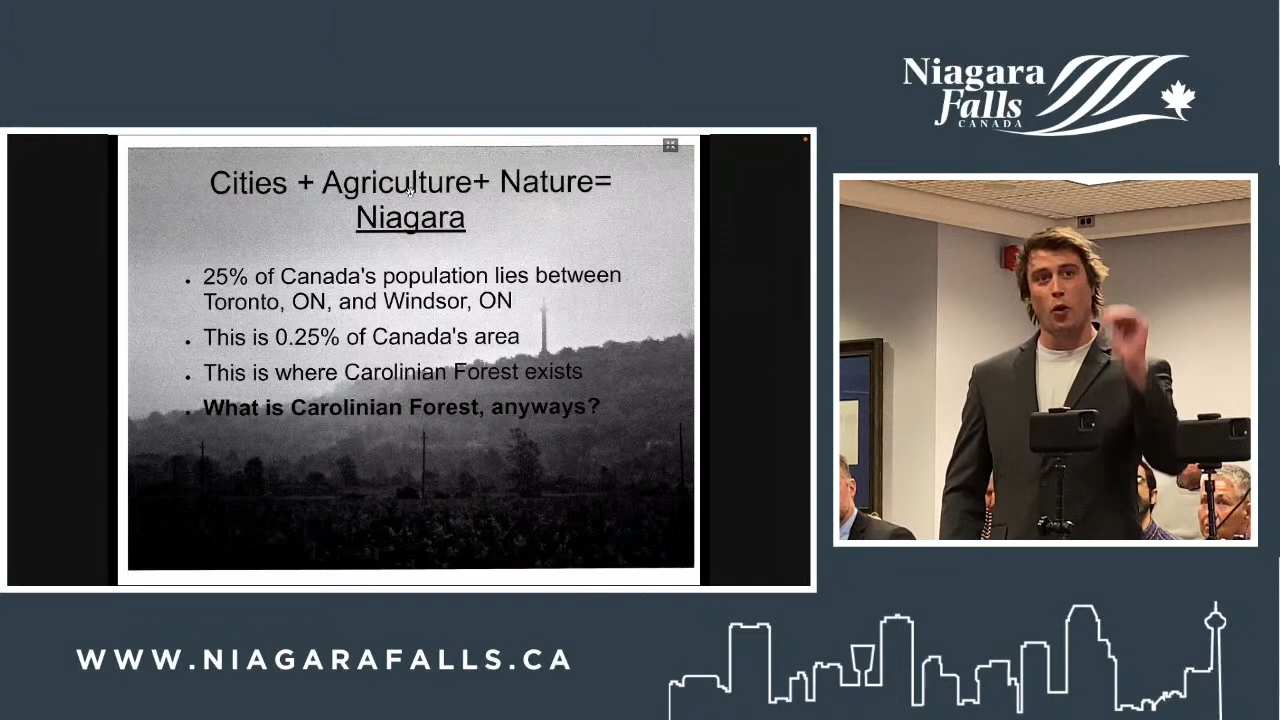 Niagara
Falls
CANADA
Cities + Agriculture+ Nature=
Niagara
25% of Canada's population lies between
Toronto, ON, and Windsor, ON
This is 0.25% of Canada's area
This is where Carolinian Forest exists
What is Carolinian Forest, anyways?
WWW.NIAGARAFALLS.CA